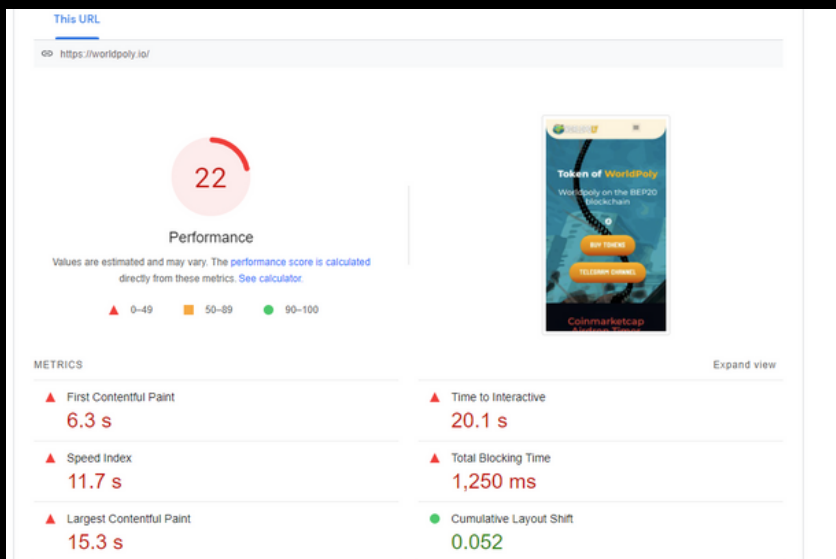 This URL
https://worldpoly.io/
22
Performance
Values are estimated and may vary. The performance score is calculated
directly from these metrics. See calculator.
0–49
50–89
90–100
Token of WorldPoly
Worldpoly on the BEP20
blockchain
BUY TOKENS
TELEGRAM CHANNEL
Coinmarketcap
Airdrop Timer
METRICS
Expand view
First Contentful Paint
6.3 s
Time to Interactive
20.1 s
Speed Index
11.7 s
Total Blocking Time
1,250 ms
Largest Contentful Paint
15.3 s
Cumulative Layout Shift
0.052